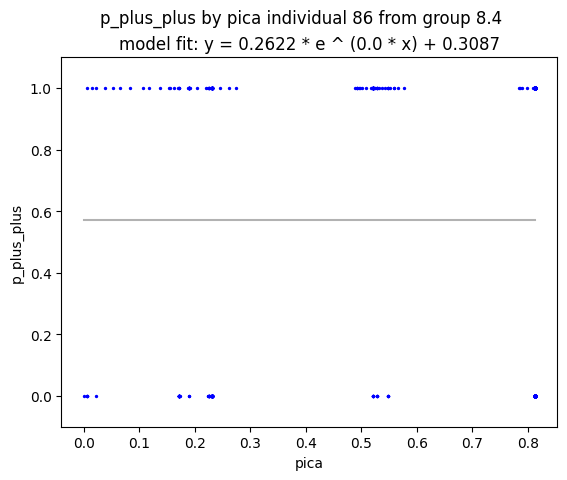 p_plus_plus by pica individual 86 from group 8.4
model fit: y = 0.2622 * e ^ (0.0 * x) + 0.3087
1.0
0.8
0.6
0.4
0.2
0.0
p_plus_plus
0.0 0.1 0.2 0.3 0.4 0.5 0.6 0.7 0.8
pica